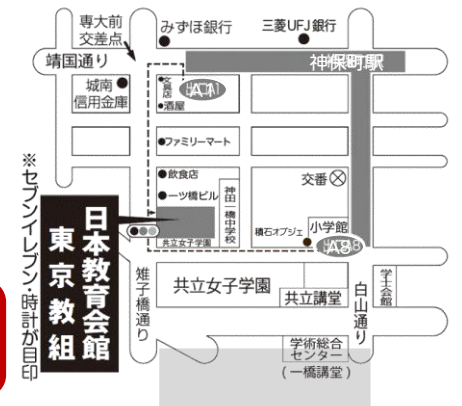 専大前
交差点
みずほ銀行
三菱UFJ銀行
靖国通り
神保町駅
城南
信用金庫
文具店
A1
酒屋
ファミリーマート
飲食店
一ツ橋ビル
神田一橋中学校
交番
積石オブジェ
小学館
A8
共立女子学園
※セブンイレブン・時計が目印
日本教育会館
東京教組
雉子橋通り
共立女子学園
共立講堂
白山通り
学士会館
学術総合
センター
(一橋講堂)